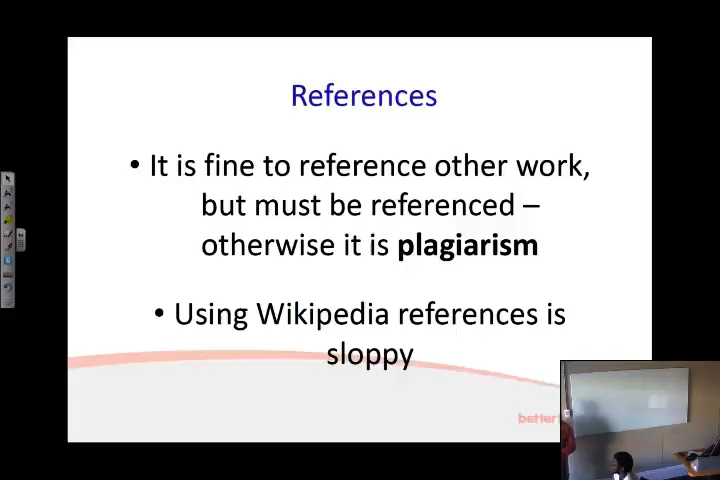 References
• It is fine to reference other work,
but must be referenced –
otherwise it is plagiarism
• Using Wikipedia references is
sloppy
better